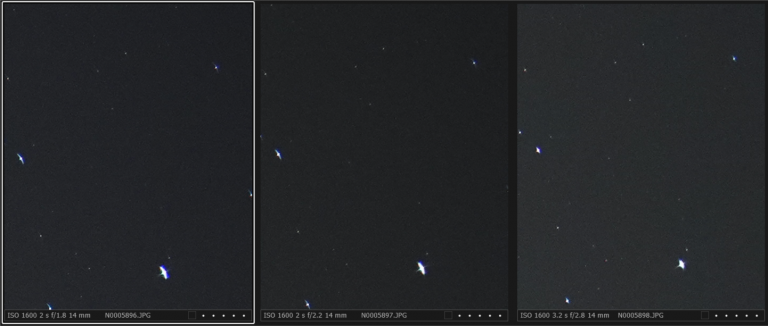 ISO 1600 2 s f/1.8 14 mm N0005896.JPG
ISO 1600 2 s f/2.2 14 mm N0005897.JPG
ISO 1600 3.2 s f/2.8 14 mm N0005898.JPG